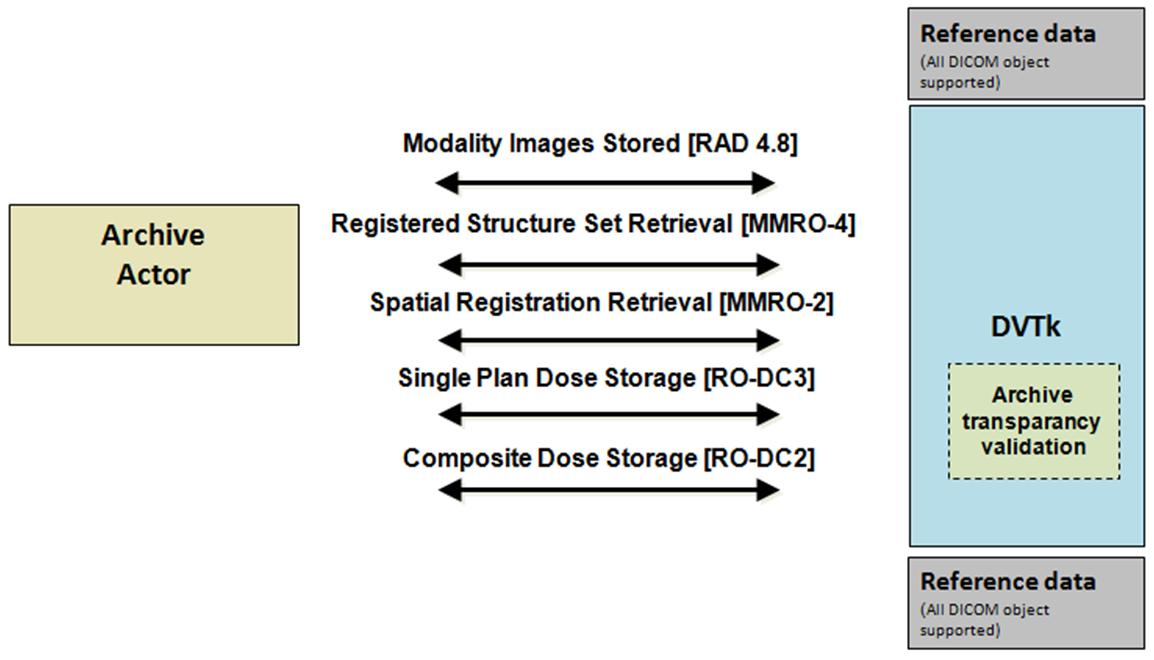 Reference data
(All DICOM object
supported)
Modality Images Stored [RAD 4.8]
Registered Structure Set Retrieval [MMRO-4]
Archive
Actor
Spatial Registration Retrieval [MMRO-2]
DVTk
Single Plan Dose Storage [RO-DC3]
Archive
transparancy
validation
Composite Dose Storage [RO-DC2]
Reference data
(All DICOM object
supported)